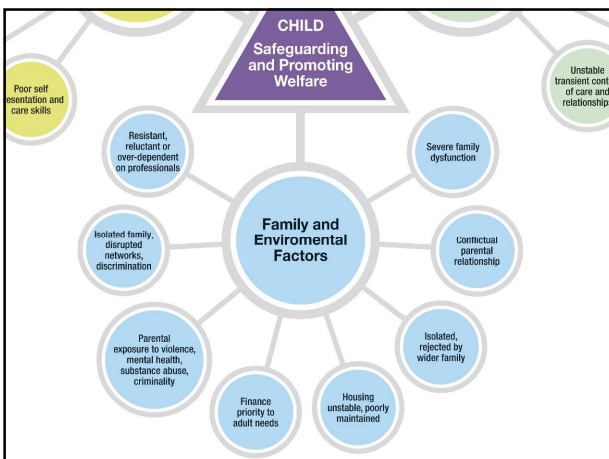 CHILD
Safeguarding
and Promoting
Welfare
Poor self
esentation and
care skills
Unstable
transient cont
of care and
relationships
Resistant,
reluctant or
over-dependent
on professionals
Severe family
dysfunction
Family and
Enviromental
Factors
Isolated family,
disrupted
networks,
discrimination
Conflictual
parental
relationship
Parental
exposure to violence,
mental health,
substance abuse,
criminality
Isolated,
rejected by
wider family
Finance
priority to
adult needs
Housing
unstable, poorly
maintained